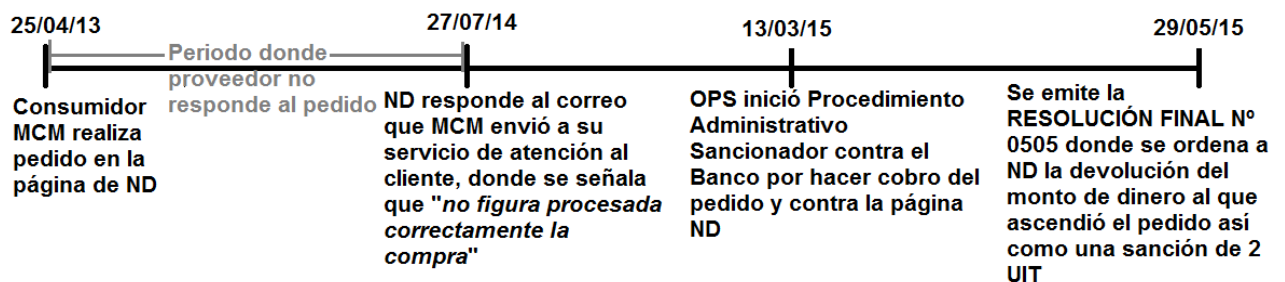 25/04/13
27/07/14
13/03/15
29/05/15
Periodo donde
proveedor no
responde al pedido
Consumidor
MCM realiza
pedido en la
página de ND
ND responde al correo
que MCM envió a su
servicio de atención al
cliente, donde se señala
que "no figura procesada
correctamente la
compra"
OPS inició Procedimiento
Administrativo
Sancionador contra el
Banco por hacer cobro del
pedido y contra la página
ND
Se emite la
RESOLUCIÓN FINAL Nº
0505 donde se ordena a
ND la devolución del
monto de dinero al que
ascendió el pedido así
como una sanción de 2
UIT